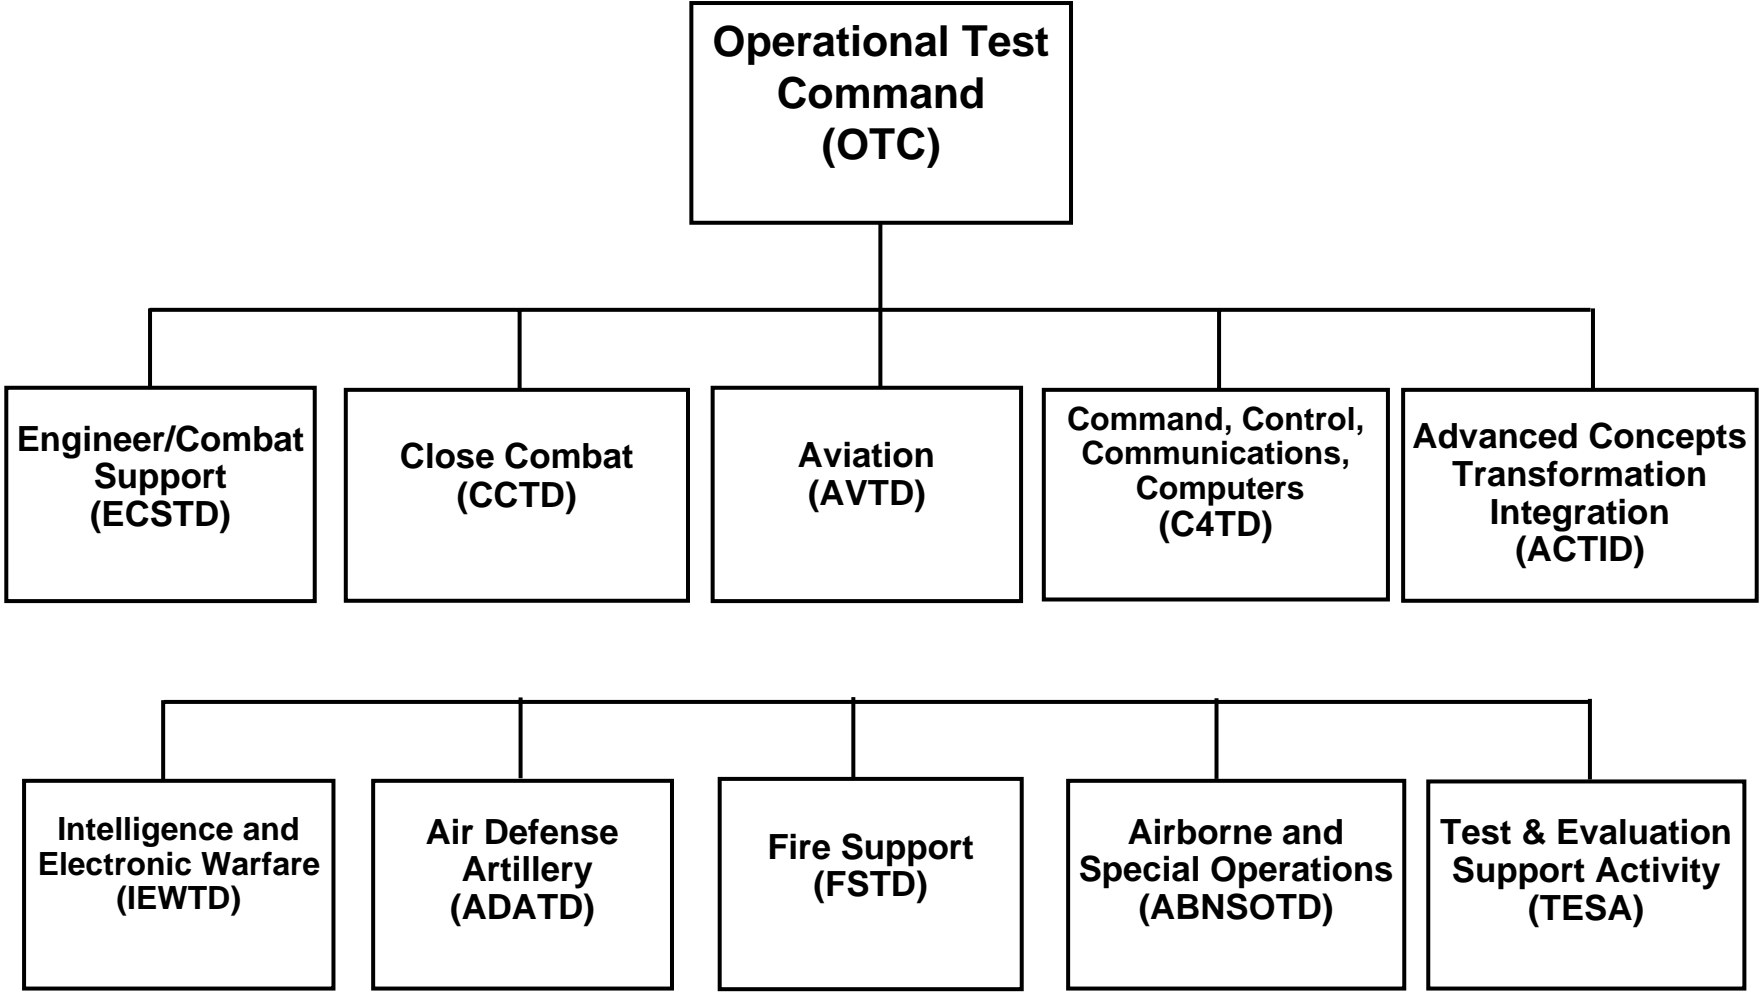 Operational Test
Command
(OTC)
Engineer/Combat
Support
(ECSTD)
Close Combat
(CCTD)
Aviation
(AVTD)
Command, Control,
Communications,
Computers
(C4TD)
Advanced Concepts
Transformation
Integration
(ACTID)
Intelligence and
Electronic Warfare
(IEWTD)
Air Defense
Artillery
(ADATD)
Fire Support
(FSTD)
Airborne and
Special Operations
(ABNSOTD)
Test & Evaluation
Support Activity
(TESA)